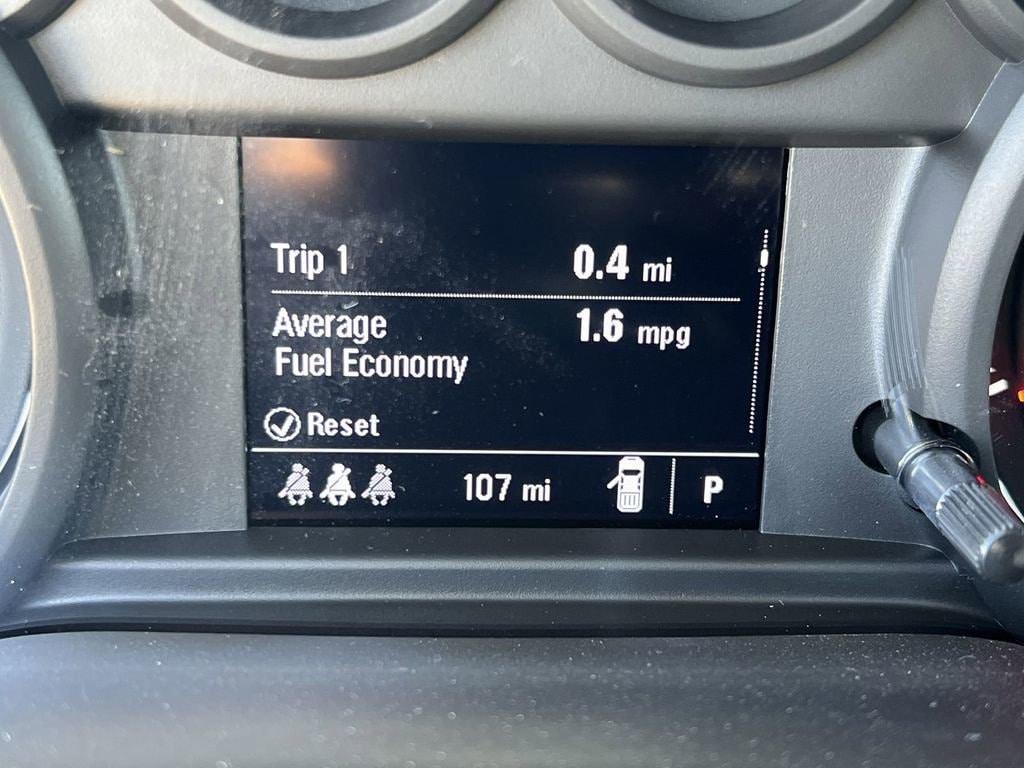 Trip 1 0.4 mi
Average 1.6 mpg
Fuel Economy
Reset
107 mi P